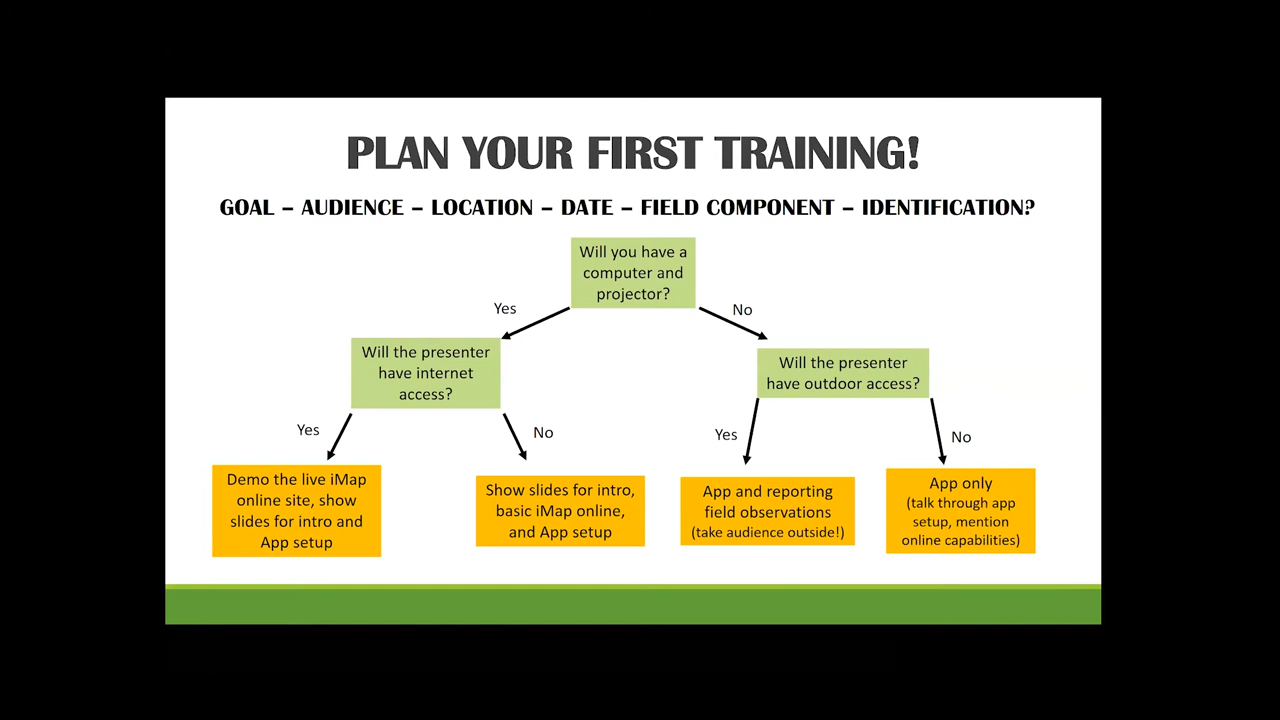 PLAN YOUR FIRST TRAINING!
GOAL – AUDIENCE – LOCATION – DATE – FIELD COMPONENT – IDENTIFICATION?
Will you have a
computer and
projector?
Yes
No
Will the presenter
have internet
access?
Will the presenter
have outdoor access?
Yes
No
Yes
No
Demo the live iMap
online site, show
slides for intro and
App setup
Show slides for intro,
basic iMap online,
and App setup
App and reporting
field observations
(take audience outside!)
App only
(talk through app
setup, mention
online capabilities)